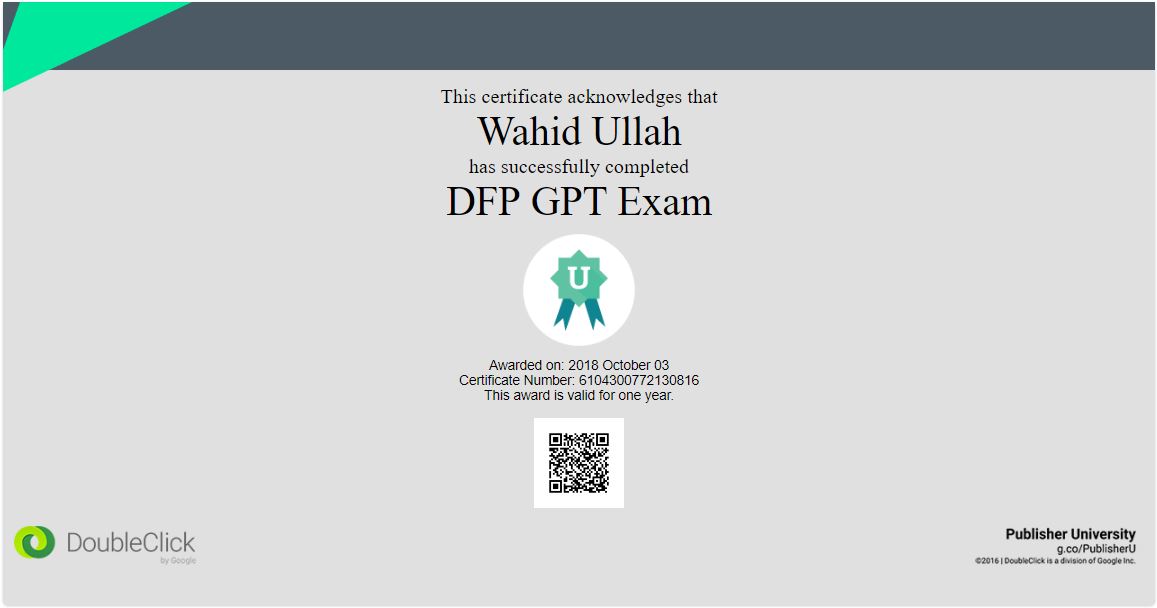 This certificate acknowledges that
Wahid Ullah
has successfully completed
DFP GPT Exam
U
Awarded on: 2018 October 03
Certificate Number: 6104300772130816
This award is valid for one year.
DoubleClick
by Google
Publisher University
g.co/PublisherU
©2016 | DoubleClick is a division of Google Inc.